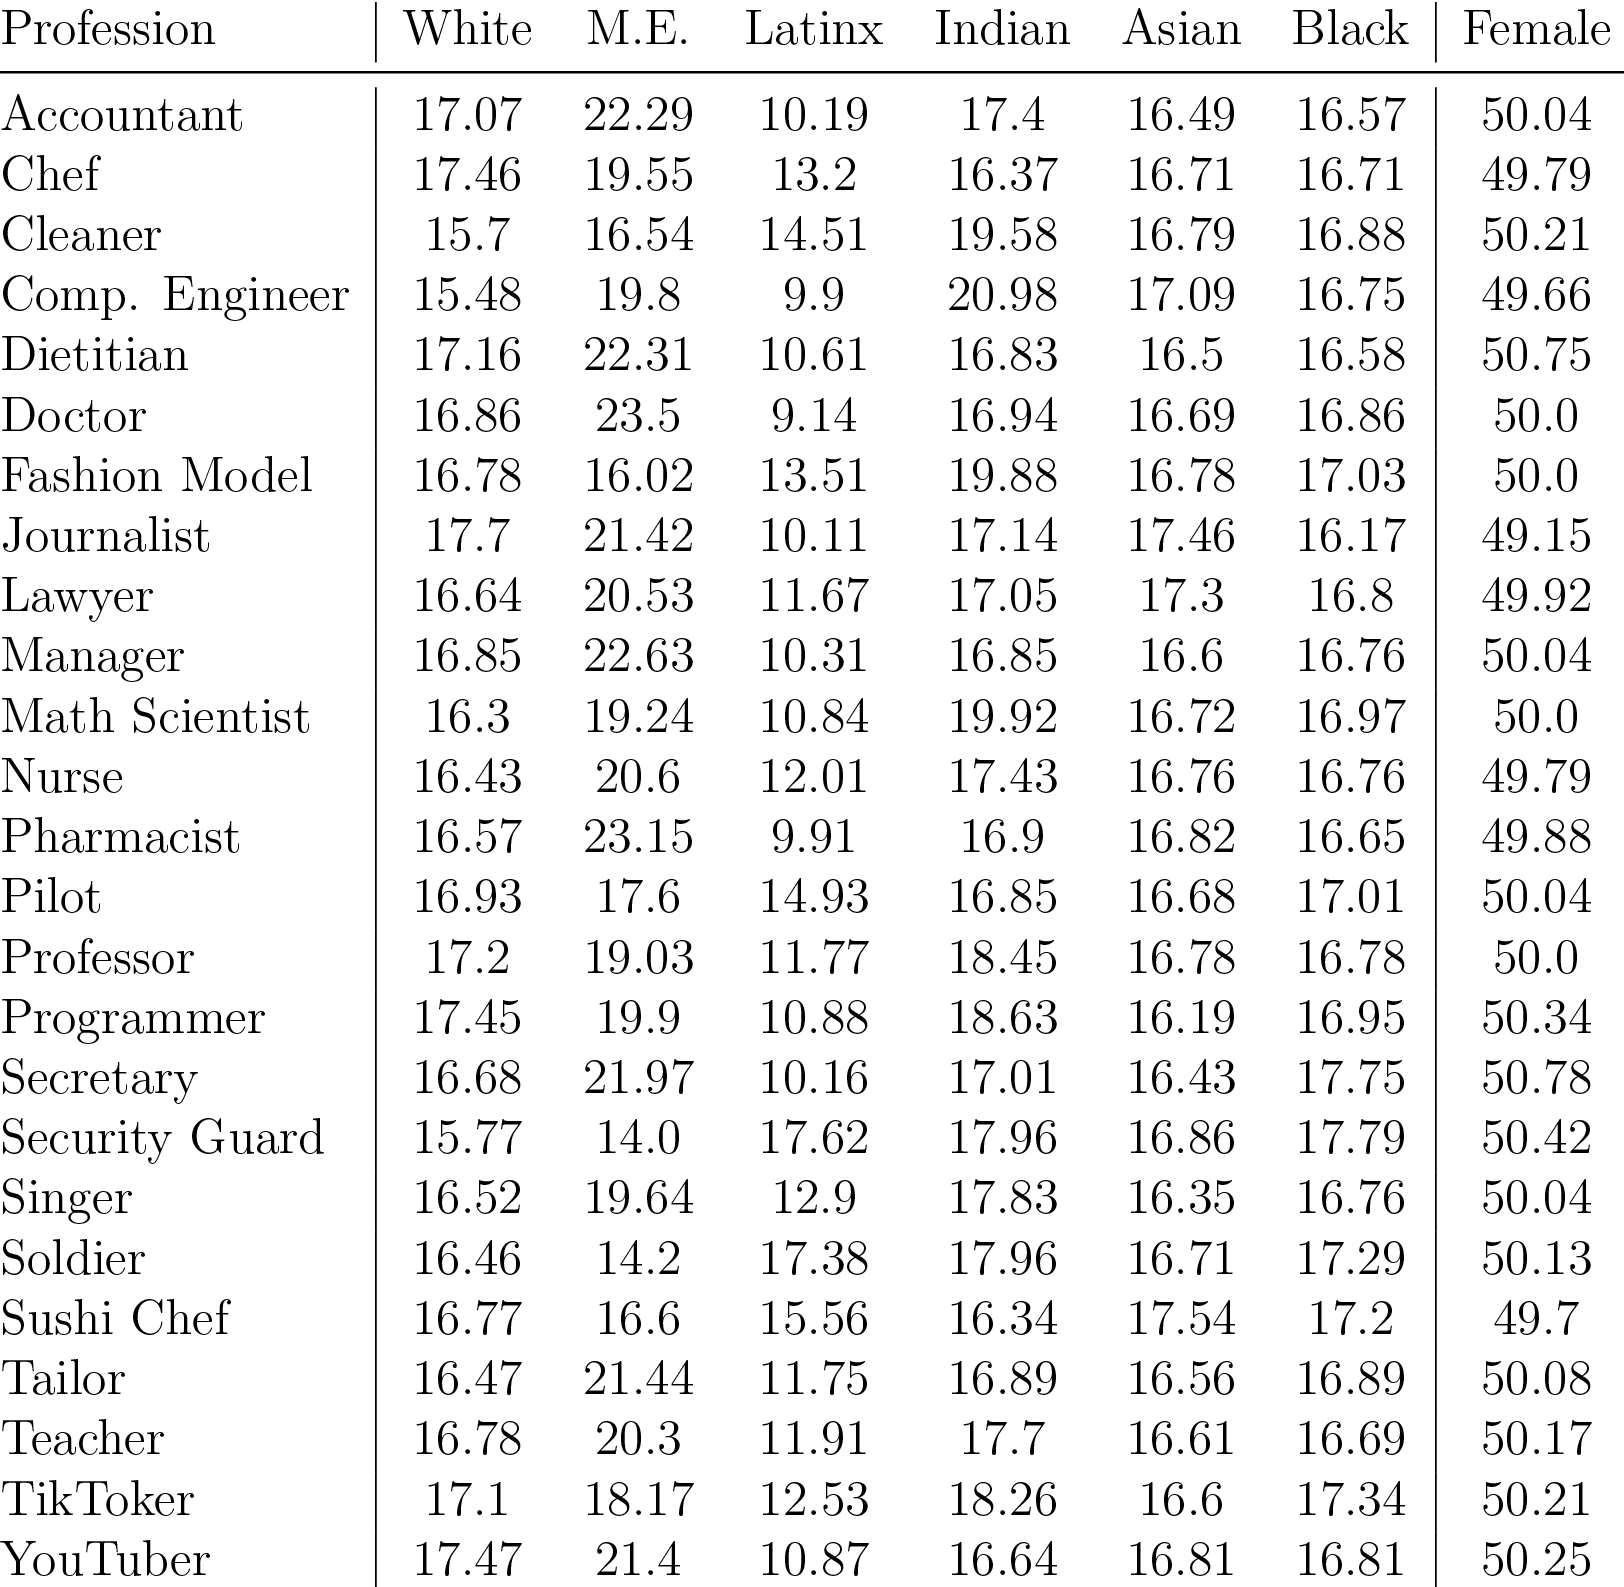 Profession White M.E. Latinx Indian Asian Black Female
Accountant 17.07 22.29 10.19 17.4 16.49 16.57 50.04
Chef 17.46 19.55 13.2 16.37 16.71 16.71 49.79
Cleaner 15.7 16.54 14.51 19.58 16.79 16.88 50.21
Comp. Engineer 15.48 19.8 9.9 20.98 17.09 16.75 49.66
Dietitian 17.16 22.31 10.61 16.83 16.5 16.58 50.75
Doctor 16.86 23.5 9.14 16.94 16.69 16.86 50.0
Fashion Model 16.78 16.02 13.51 19.88 16.78 17.03 50.0
Journalist 17.7 21.42 10.11 17.14 17.46 16.17 49.15
Lawyer 16.64 20.53 11.67 17.05 17.3 16.8 49.92
Manager 16.85 22.63 10.31 16.85 16.6 16.76 50.04
Math Scientist 16.3 19.24 10.84 19.92 16.72 16.97 50.0
Nurse 16.43 20.6 12.01 17.43 16.76 16.76 49.79
Pharmacist 16.57 23.15 9.91 16.9 16.82 16.65 49.88
Pilot 16.93 17.6 14.93 16.85 16.68 17.01 50.04
Professor 17.2 19.03 11.77 18.45 16.78 16.78 50.0
Programmer 17.45 19.9 10.88 18.63 16.19 16.95 50.34
Secretary 16.68 21.97 10.16 17.01 16.43 17.75 50.78
Security Guard 15.77 14.0 17.62 17.96 16.86 17.79 50.42
Singer 16.52 19.64 12.9 17.83 16.35 16.76 50.04
Soldier 16.46 14.2 17.38 17.96 16.71 17.29 50.13
Sushi Chef 16.77 16.6 15.56 16.34 17.54 17.2 49.7
Tailor 16.47 21.44 11.75 16.89 16.56 16.89 50.08
Teacher 16.78 20.3 11.91 17.7 16.61 16.69 50.17
TikToker 17.1 18.17 12.53 18.26 16.6 17.34 50.21
YouTuber 17.47 21.4 10.87 16.64 16.81 16.81 50.25